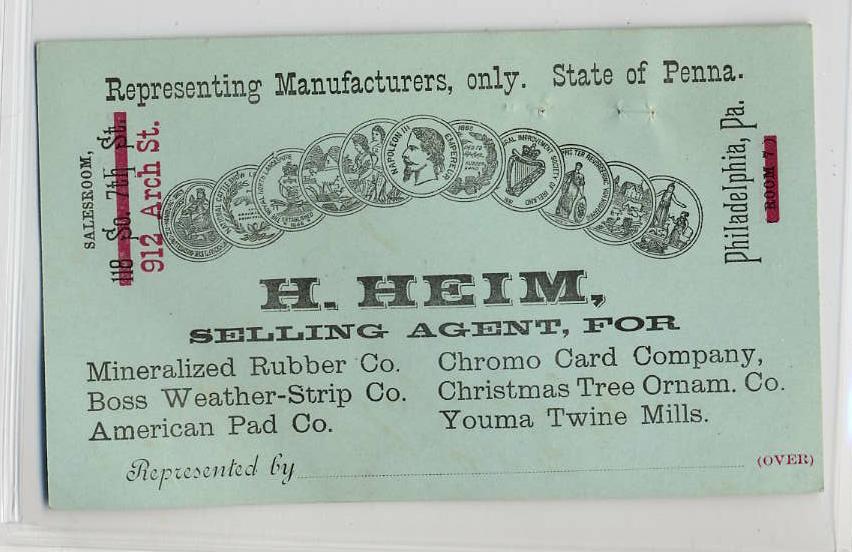 Representing Manufacturers, only. State of Penna.
SALESROOM,
119 So. 7th St.
912 Arch St.
Philadelphia, Pa.
(ROOM 7)
NAPOLEON III EMPEREUR
H. HEIM,
SELLING AGENT, FOR
Mineralized Rubber Co.
Boss Weather-Strip Co.
American Pad Co.
Chromo Card Company,
Christmas Tree Ornam. Co.
Youma Twine Mills.
Represented by
(OVER)